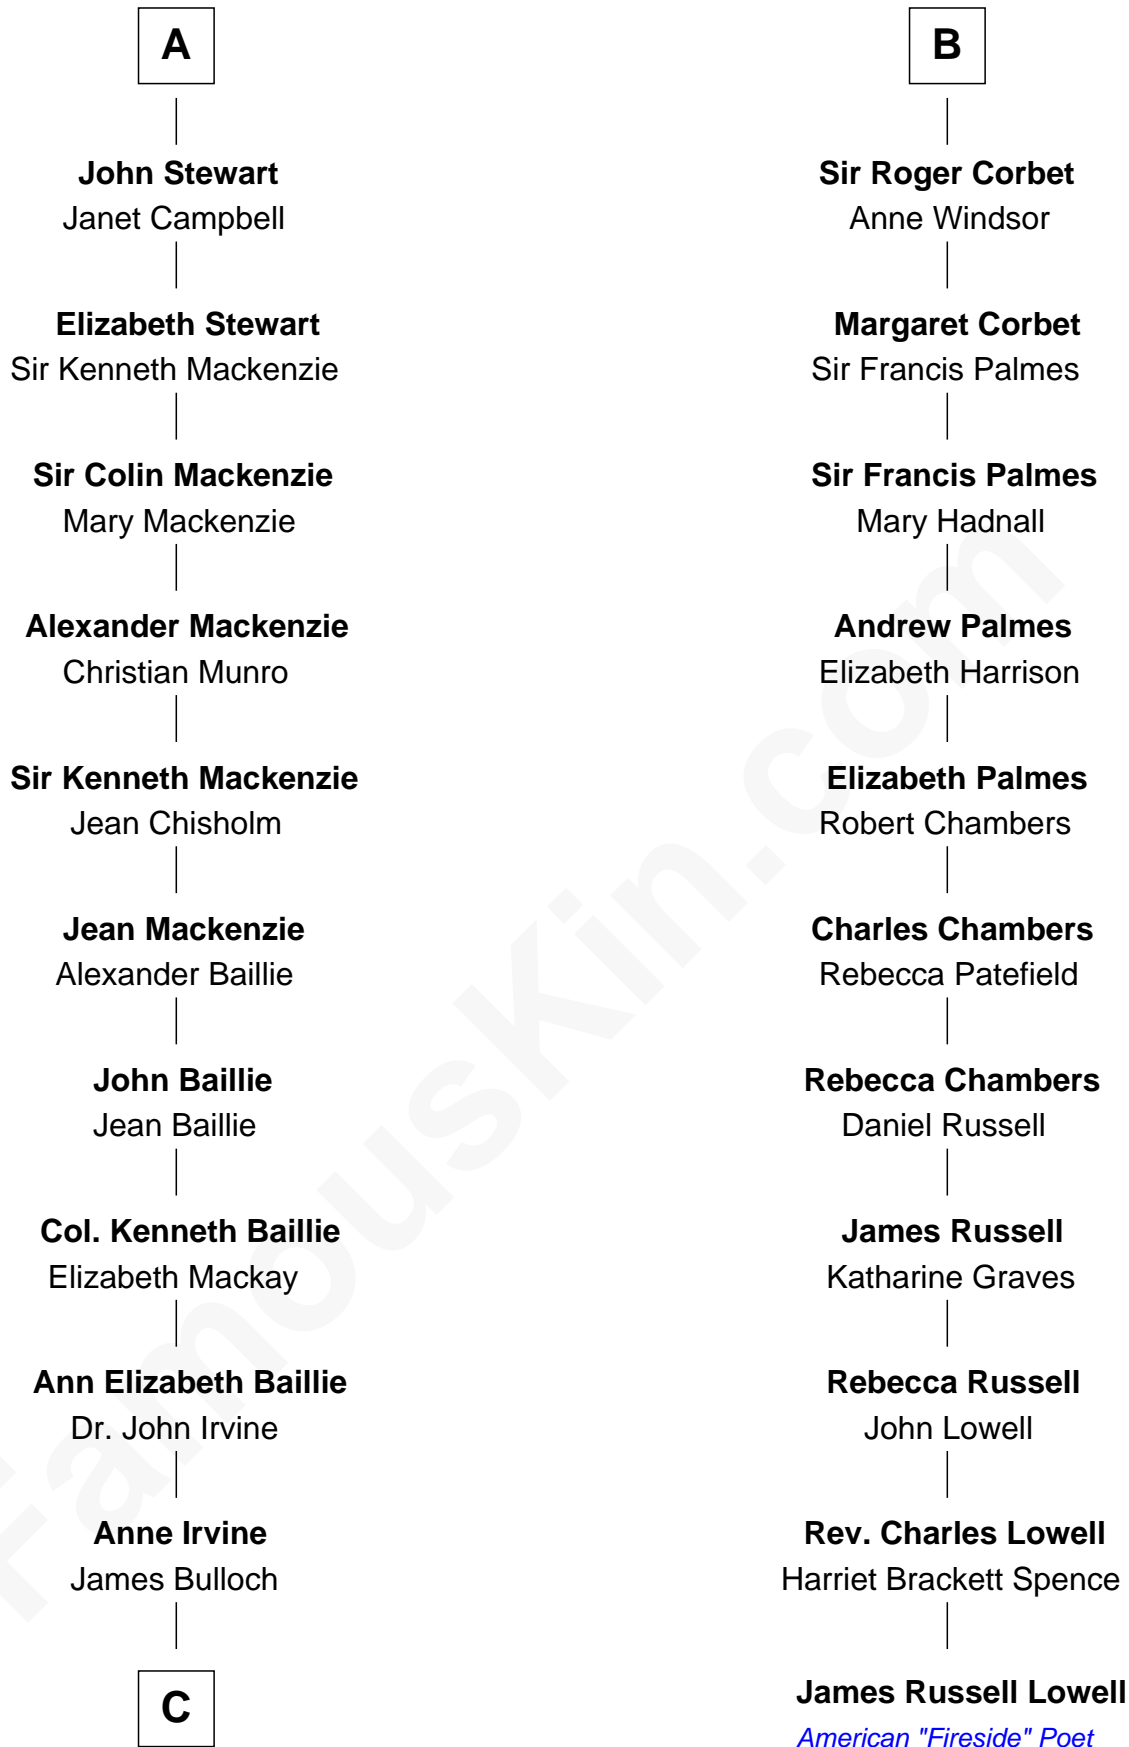 A
John Stewart
Janet Campbell
Elizabeth Stewart
Sir Kenneth Mackenzie
Sir Colin Mackenzie
Mary Mackenzie
Alexander Mackenzie
Christian Munro
Sir Kenneth Mackenzie
Jean Chisholm
Jean Mackenzie
Alexander Baillie
John Baillie
Jean Baillie
Col. Kenneth Baillie
Elizabeth Mackay
Ann Elizabeth Baillie
Dr. John Irvine
Anne Irvine
James Bulloch
C
B
Sir Roger Corbet
Anne Windsor
Margaret Corbet
Sir Francis Palmes
Sir Francis Palmes
Mary Hadnall
Andrew Palmes
Elizabeth Harrison
Elizabeth Palmes
Robert Chambers
Charles Chambers
Rebecca Patefield
Rebecca Chambers
Daniel Russell
James Russell
Katharine Graves
Rebecca Russell
John Lowell
Rev. Charles Lowell
Harriet Brackett Spence
James Russell Lowell
American "Fireside" Poet
FamousKin.com